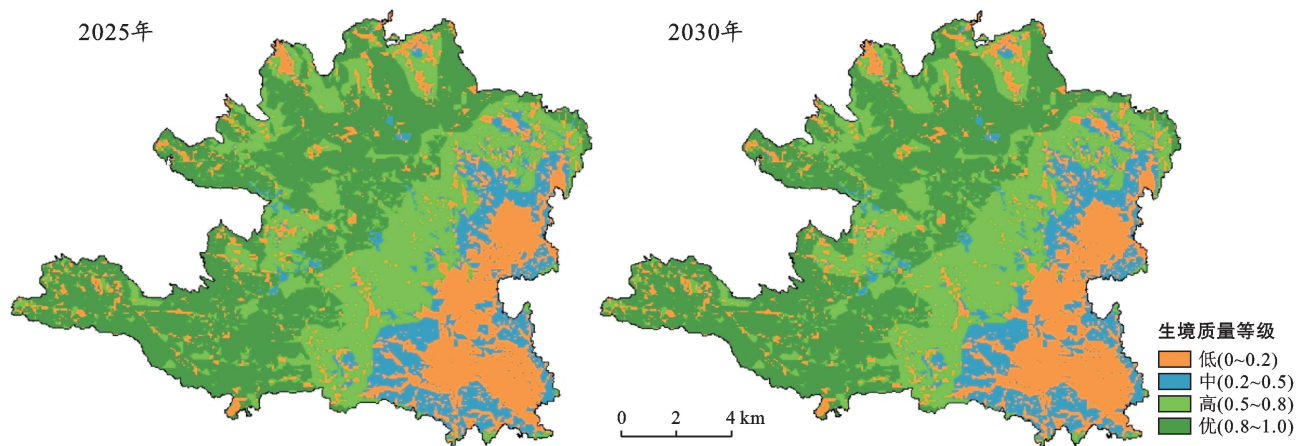 2025年
2030年
生境质量等级
低(0~0.2)
中(0.2~0.5)
高(0.5~0.8)
优(0.8~1.0)
0 2 4 km